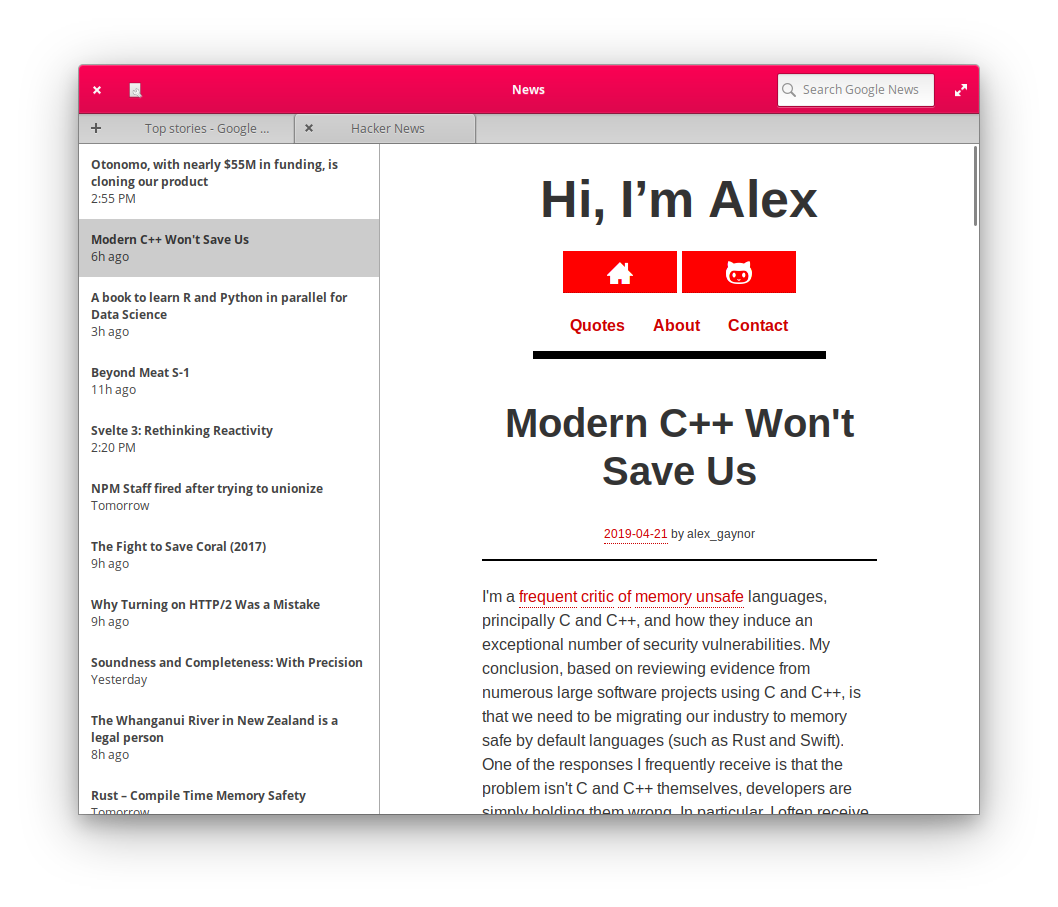 News
Search Google News
Top stories - Google ...
Hacker News
Otonomo, with nearly $55M in funding, is
cloning our product
2:55 PM
Modern C++ Won't Save Us
6h ago
A book to learn R and Python in parallel for
Data Science
3h ago
Beyond Meat S-1
11h ago
Svelte 3: Rethinking Reactivity
2:20 PM
NPM Staff fired after trying to unionize
Tomorrow
The Fight to Save Coral (2017)
9h ago
Why Turning on HTTP/2 Was a Mistake
9h ago
Soundness and Completeness: With Precision
Yesterday
The Whanganui River in New Zealand is a
legal person
8h ago
Rust – Compile Time Memory Safety
Tomorrow
Hi, I’m Alex
Quotes About Contact
Modern C++ Won't
Save Us
2019-04-21 by alex_gaynor
I'm a frequent critic of memory unsafe languages,
principally C and C++, and how they induce an
exceptional number of security vulnerabilities. My
conclusion, based on reviewing evidence from
numerous large software projects using C and C++, is
that we need to be migrating our industry to memory
safe by default languages (such as Rust and Swift).
One of the responses I frequently receive is that the
problem isn't C and C++ themselves, developers are
simply holding them wrong. In particular, I often receive